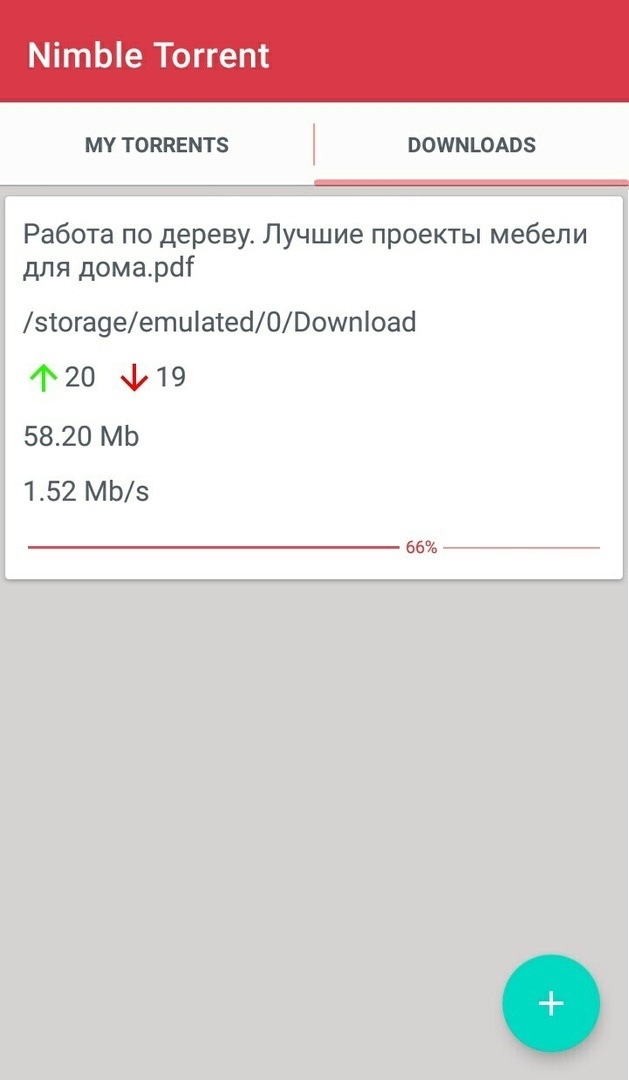 Nimble Torrent
MY TORRENTS
DOWNLOADS
Работа по дереву. Лучшие проекты мебели
для дома.pdf
/storage/emulated/0/Download
20 19
58.20 Mb
1.52 Mb/s
66%